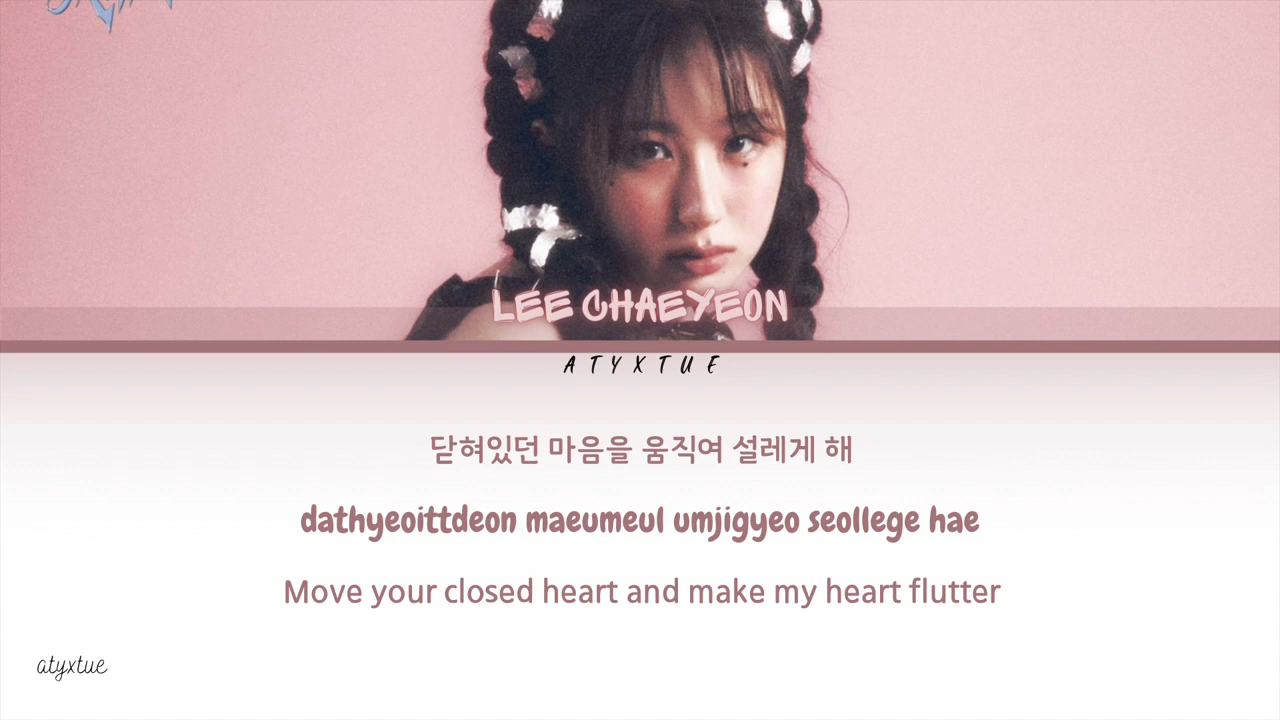 LEE CHAEYEON
ATYXTUE
닫혀있던 마음을 움직여 설레게 해
dathyeoittdeon maeumeul umjigyeo seollege hae
Move your closed heart and make my heart flutter
atyxtue